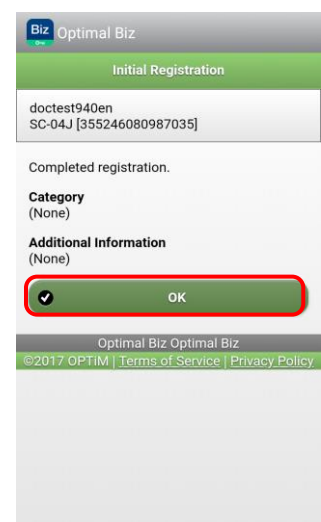 Biz
Optimal Biz
Initial Registration
doctest940en
SC-04J [355246080987035]
Completed registration.
Category
(None)
Additional Information
(None)
OK
Optimal Biz Optimal Biz
©2017 OPTiM | Terms of Service | Privacy Policy